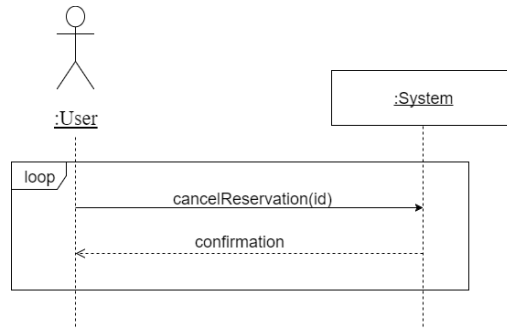 :User
:System
loop
cancelReservation(id)
confirmation